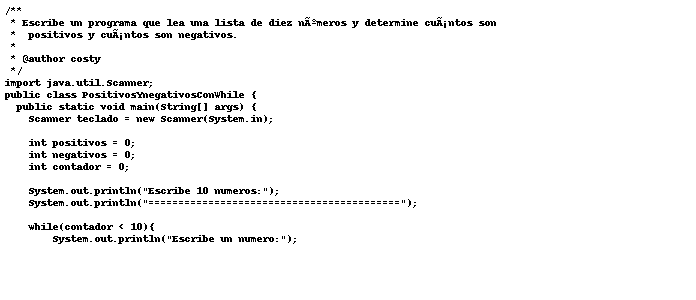 /**
 * Escribe un programa que lea una lista de diez nÃºmeros y determine cuÃ¡ntos son
 *  positivos y cuÃ¡ntos son negativos.
 *
 * @author costy
 */
import java.util.Scanner;
public class PositivosYnegativosConWhile {
  public static void main(String[] args) {
    Scanner teclado = new Scanner(System.in);

    int positivos = 0;
    int negativos = 0;
    int contador = 0;

    System.out.println("Escribe 10 numeros:");
    System.out.println("==========================================");

    while(contador < 10){
        System.out.println("Escribe un numero:");